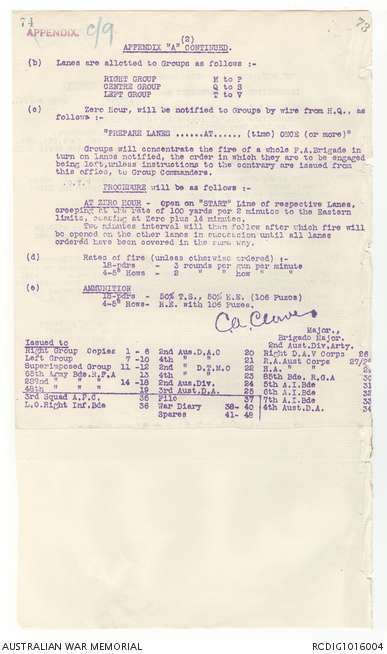 74
73
APPENDIX. c/9
(2)
APPENDIX "A" CONTINUED.
(b) Lanes are allotted to Groups as follows :-
RIGHT GROUP M to P
CENTRE GROUP Q to S
LEFT GROUP T to V
(c) Zero Hour, will be notified to Groups by wire from H.Q., as
follows :-
"PREPARE LANES ......AT...... (time) ONCE (or more)"
Groups will concentrate the fire of a whole F.A.Brigade in
turn on lanes notified, the order in which they are to be engaged
being left,unless instructions to the contrary are issued from
this office, to Group Commanders.
PROCEDURE will be as follows :-
AT ZERO HOUR - Open on "START" Line of respective Lanes,
creeping at the rate of 100 yards per 2 minutes to the Eastern
limits, ceasing at Zero plus 14 minutes.
Two minutes interval will then follow after which fire will
be opened on the other lanes in succession until all lanes
ordered have been covered in the same way.
(d) Rates of fire (unless otherwise ordered) :-
18-pdrs - 3 rounds per gun per minute
4-5" Hows - 2 " " how " "
(e) AMMUNITION
18-pdrs - 50% T.S., 50% H.E. (106 Fuzes)
4-5" Hows- H.E. with 106 Fuzes.
Major.,
Brigade Major.
2nd Aust.Div.Arty.
Issued to
Right Group Copies 1 - 6 2nd Aus.D.A.C 20 Right D.A V Corps 26
Left Group 7 -10 4th " " 21 R.A Aust Corps 27/
Superimposed Group 11 -12 2nd " D.T.M.O 22 H.A. " "
65th Army Bde.R.F.A 13 4th " " 23 85th Bde. R.G.A 30
232nd " " 14 -18 2nd Aus.Div. 24 5th A.I Bde 31
48th " " 19 3rd Aust.D.A. 25 6th A.I. Bde 32
3rd Squad A.F.C. 36 File 37 7th A.I Bde 33
L.O.Right Inf.Bde 36 War Diary 38- 40 4th Aust.D.A. 34
Spares 41- 48
AUSTRALIAN WAR MEMORIAL
RCDIG1016004